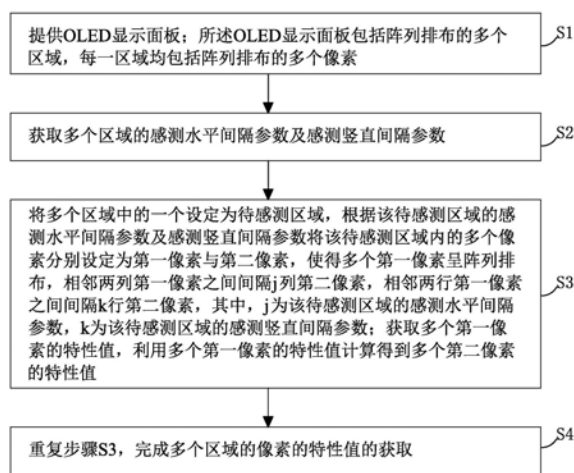 提供OLED显示面板；所述OLED显示面板包括阵列排布的多个
区域，每一区域均包括阵列排布的多个像素
S1
获取多个区域的感测水平间隔参数及感测竖直间隔参数
S2
将多个区域中的一个设定为待感测区域，根据该待感测区域的感
测水平间隔参数及感测竖直间隔参数将该待感测区域内的多个像
素分别设定为第一像素与第二像素，使得多个第一像素呈阵列排
布，相邻两列第一像素之间间隔j列第二像素，相邻两行第一像素
之间间隔k行第二像素，其中，j为该待感测区域的感测水平间隔
参数，k为该待感测区域的感测竖直间隔参数；获取多个第一像
素的特性值，利用多个第一像素的特性值计算得到多个第二像素
的特性值
S3
重复步骤S3，完成多个区域的像素的特性值的获取
S4